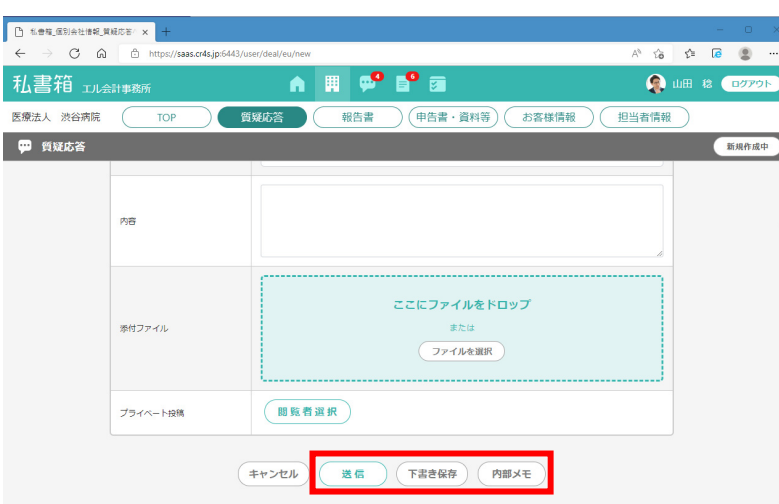 私書箱_個別会社情報_質疑応答
https://saas.cr4s.jp:6443/user/deal/eu/new
私書箱 エル会計事務所
4
6
山田 稔
ログアウト
医療法人 渋谷病院
TOP
質疑応答
報告書
申告書・資料等
お客様情報
担当者情報
質疑応答
新規作成中
内容
添付ファイル
ここにファイルをドロップ
または
ファイルを選択
プライベート投稿
閲覧者選択
キャンセル
送信
下書き保存
内部メモ